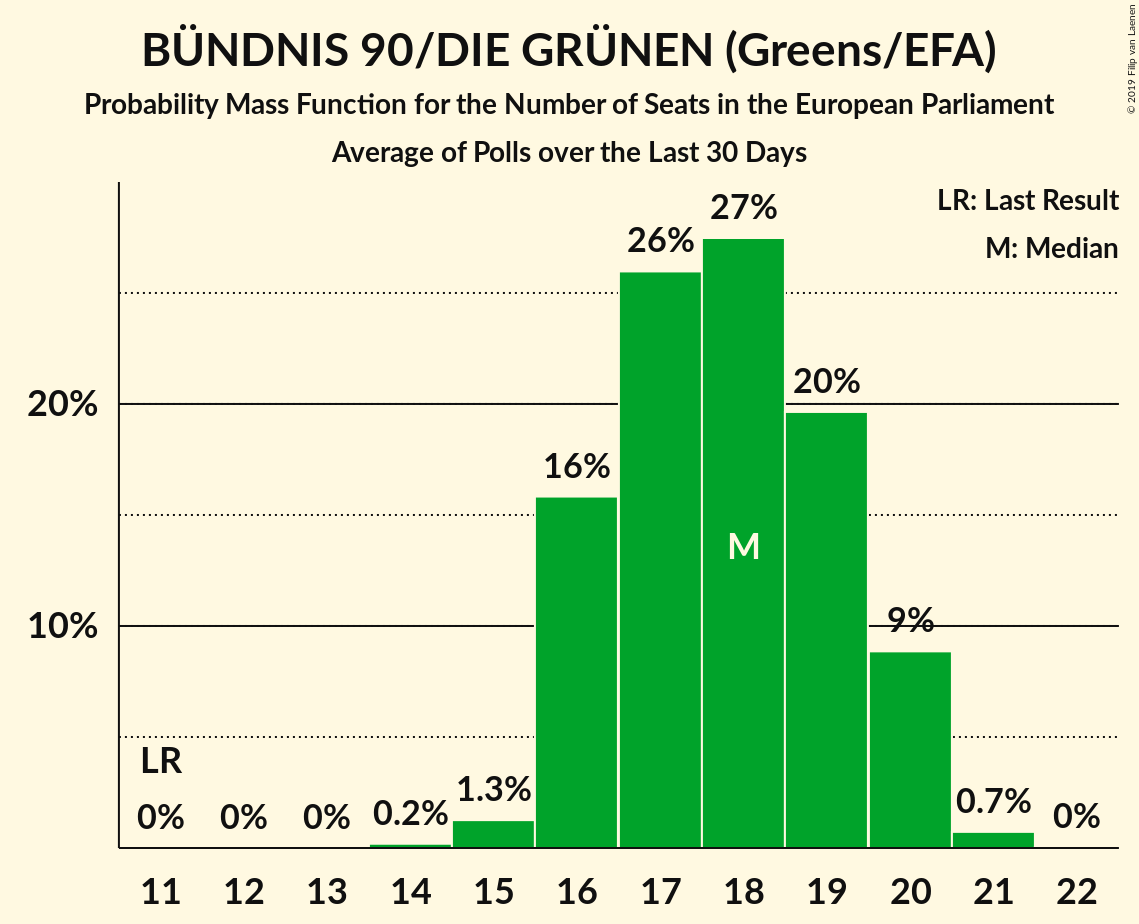 BÜNDNIS 90/DIE GRÜNEN (Greens/EFA)
Probability Mass Function for the Number of Seats in the European Parliament
Average of Polls over the Last 30 Days
© 2019 Filip van Laenen
LR: Last Result
M: Median
27%
26%
20%
20%
16%
M
10%
9%
LR
0%
0%
0%
0.2%
1.3%
0.7%
0%
11 12 13 14 15 16 17 18 19 20 21 22